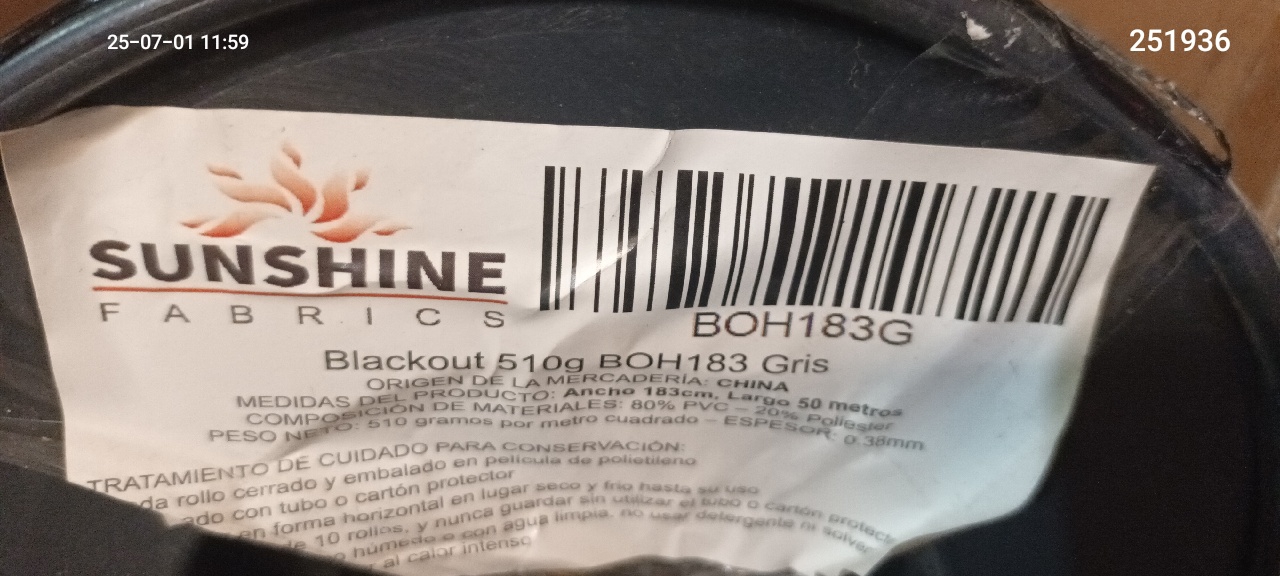 25-07-01 11:59
251936
SUNSHINE
FABRICS
BOH183G
Blackout 510g BOH183 Gris
ORIGEN DE LA MERCADERÍA: CHINA
MEDIDAS DEL PRODUCTO: Ancho 183cm, Largo 50 metros
COMPOSICIÓN DE MATERIALES: 80% PVC – 20% Poliester
PESO NETO: 510 gramos por metro cuadrado – ESPESOR: 0.38mm
TRATAMIENTO DE CUIDADO PARA CONSERVACIÓN:
da rollo cerrado y embalado en película de polietileno
ado con tubo o cartón protector
en forma horizontal en lugar seco y frio hasta su uso
de 10 rollos, y nunca guardar sin utilizar el tubo o cartón protect
húmedo o con agua limpia, no usar detergente ni solven
al calor intenso